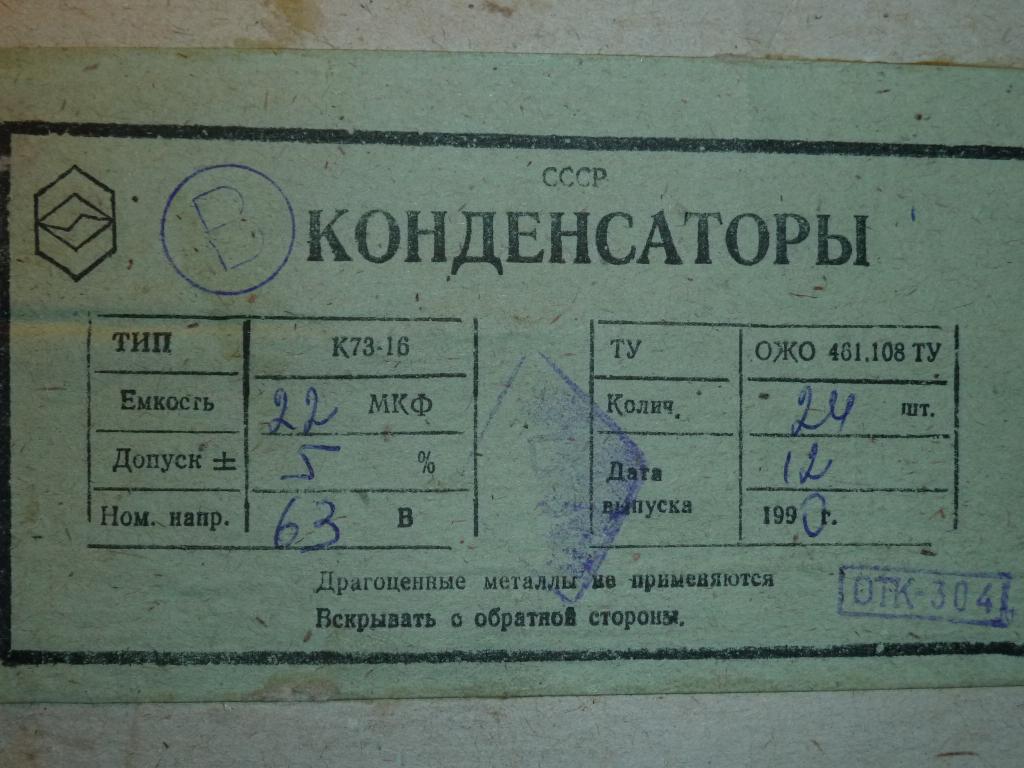 СССР
В
КОНДЕНСАТОРЫ
ТИП К73-16
Емкость 22 МКФ
Допуск ± 5 %
Ном. напр. 63 В
ТУ ОЖО 461.108 ТУ
Колич. 24 шт.
Дата 12
выпуска 1990 г.
Драгоценные металлы не применяются
Вскрывать с обратной стороны.
ОТК-304